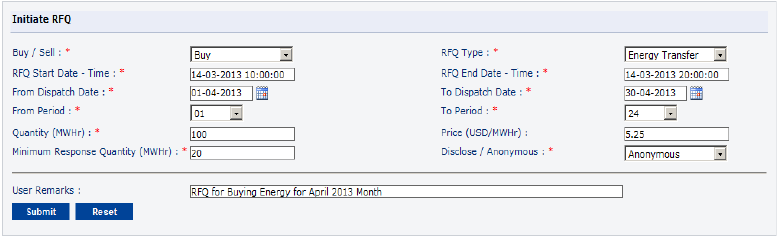 Initiate RFQ
Buy / Sell : * Buy RFQ Type : * Energy Transfer
RFQ Start Date - Time : * 14-03-2013 10:00:00 RFQ End Date - Time : * 14-03-2013 20:00:00
From Dispatch Date : * 01-04-2013 To Dispatch Date : * 30-04-2013
From Period : * 01 To Period : * 24
Quantity (MWHr) : * 100 Price (USD/MWHr) : 5.25
Minimum Response Quantity (MWHr) : * 20 Disclose / Anonymous : * Anonymous
User Remarks : RFQ for Buying Energy for April 2013 Month
Submit Reset